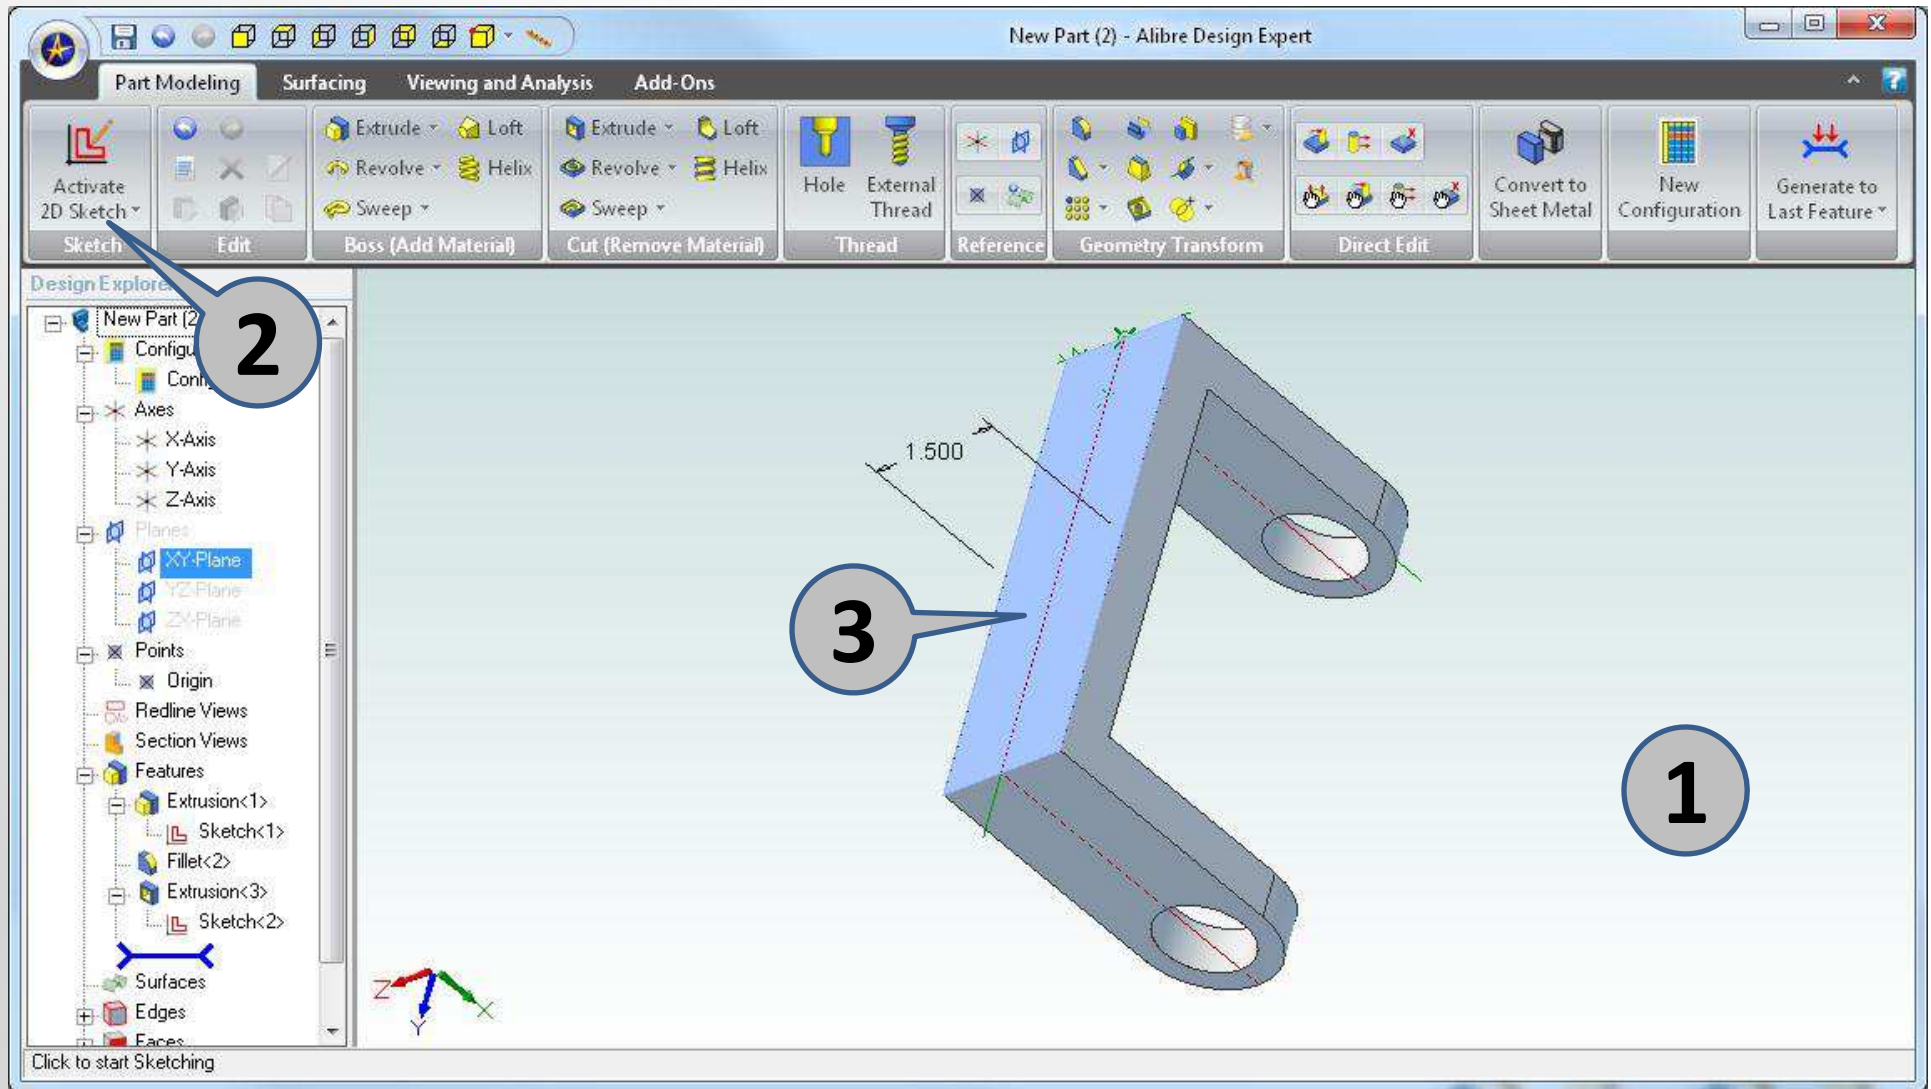 New Part (2) - Alibre Design Expert
Part Modeling Surfacing Viewing and Analysis Add-Ons
Activate
2D Sketch
Sketch
Edit
Extrude Loft
Revolve Helix
Sweep
Boss (Add Material)
Extrude Loft
Revolve Helix
Sweep
Cut (Remove Material)
Hole
External
Thread
Thread
Reference
Geometry Transform
Direct Edit
Convert to
Sheet Metal
New
Configuration
Generate to
Last Feature
Design Explore
New Part (2
Configu
Conf
Axes
X-Axis
Y-Axis
Z-Axis
Planes
XY-Plane
YZ-Plane
ZX-Plane
Points
Origin
Redline Views
Section Views
Features
Extrusion<1>
Sketch<1>
Fillet<2>
Extrusion<3>
Sketch<2>
Surfaces
Edges
Faces
Click to start Sketching
2
1.500
3
1
Z
Y
X